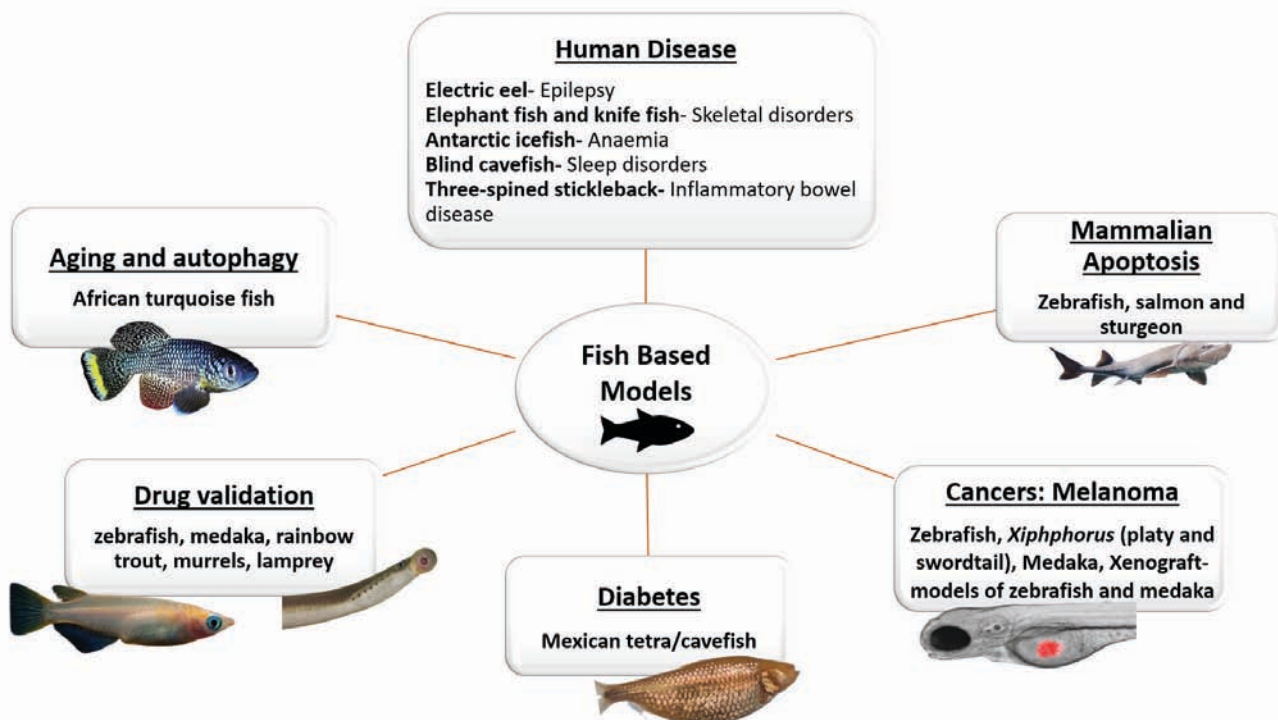 Human Disease
Electric eel- Epilepsy
Elephant fish and knife fish- Skeletal disorders
Antarctic icefish- Anaemia
Blind cavefish- Sleep disorders
Three-spined stickleback- Inflammatory bowel
disease
Aging and autophagy
African turquoise fish
Mammalian
Apoptosis
Zebrafish, salmon and
sturgeon
Fish Based
Models
Drug validation
zebrafish, medaka, rainbow
trout, murrels, lamprey
Diabetes
Mexican tetra/cavefish
Cancers: Melanoma
Zebrafish, Xiphphorus (platy and
swordtail), Medaka, Xenograft-
models of zebrafish and medaka